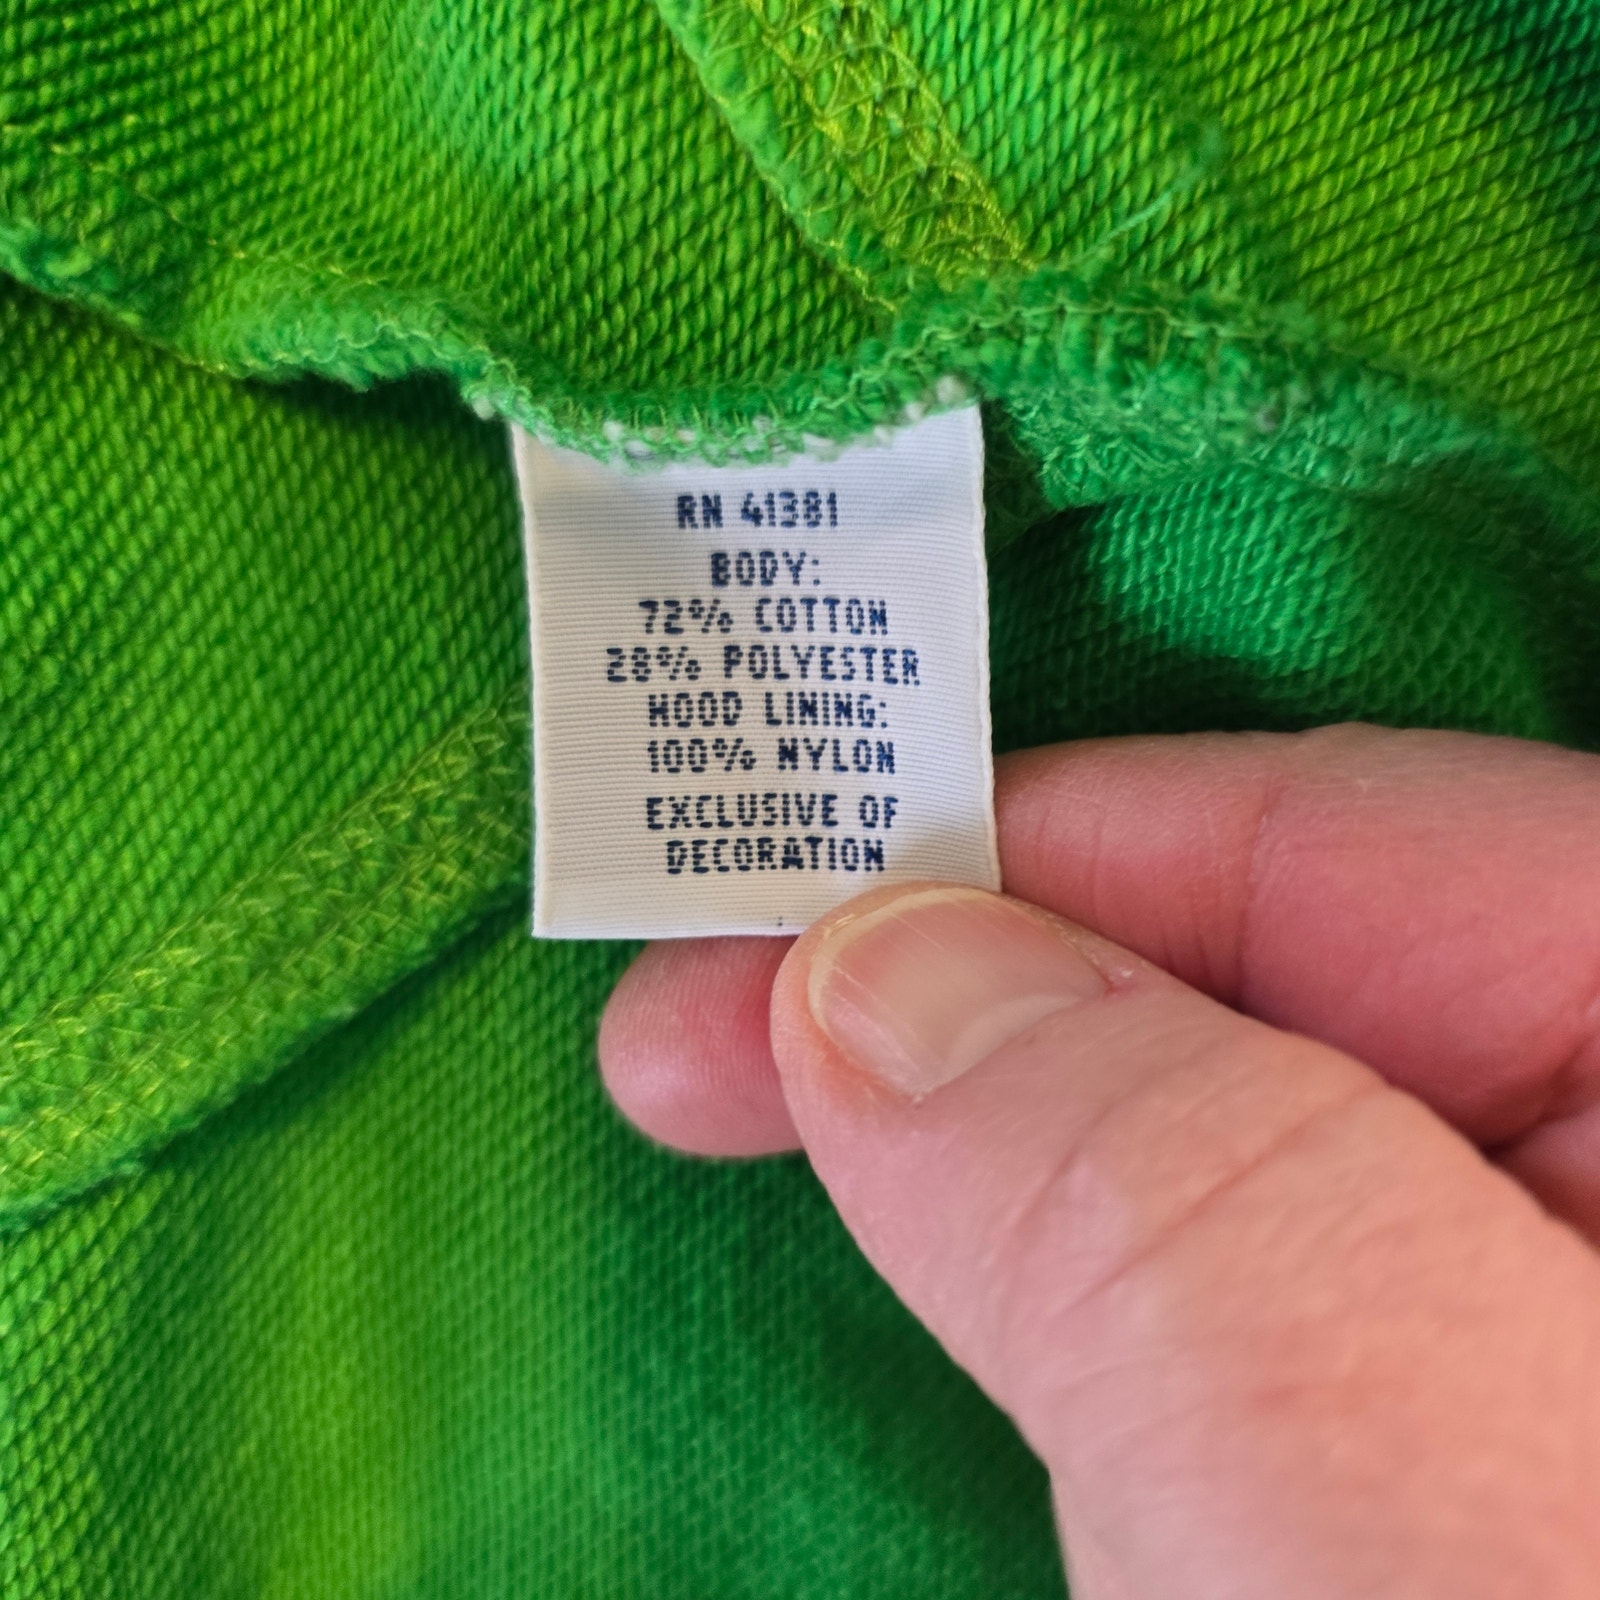 RN 41381
BODY:
72% COTTON
28% POLYESTER
HOOD LINING:
100% NYLON
EXCLUSIVE OF
DECORATION